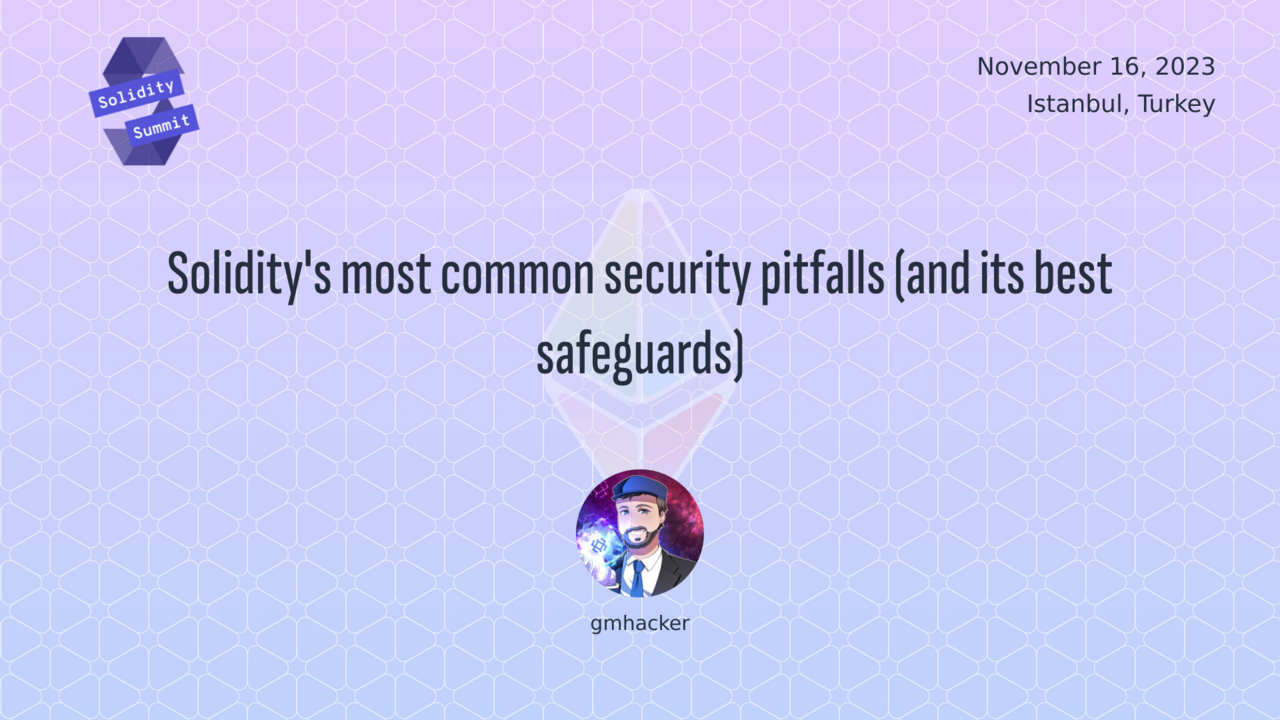 Solidity
Summit
November 16, 2023
Istanbul, Turkey
Solidity's most common security pitfalls (and its best
safeguards)
gmhacker